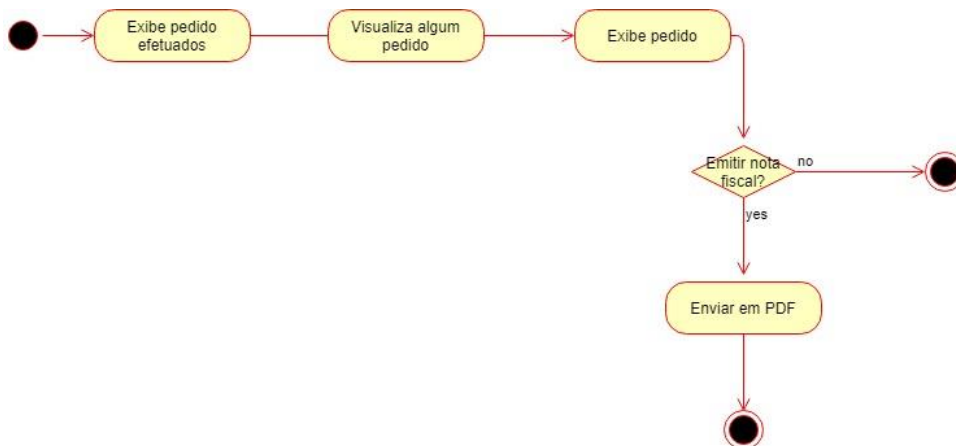 Exibe pedido
efetuados
Visualiza algum
pedido
Exibe pedido
Emitir nota
fiscal?
no
yes
Enviar em PDF